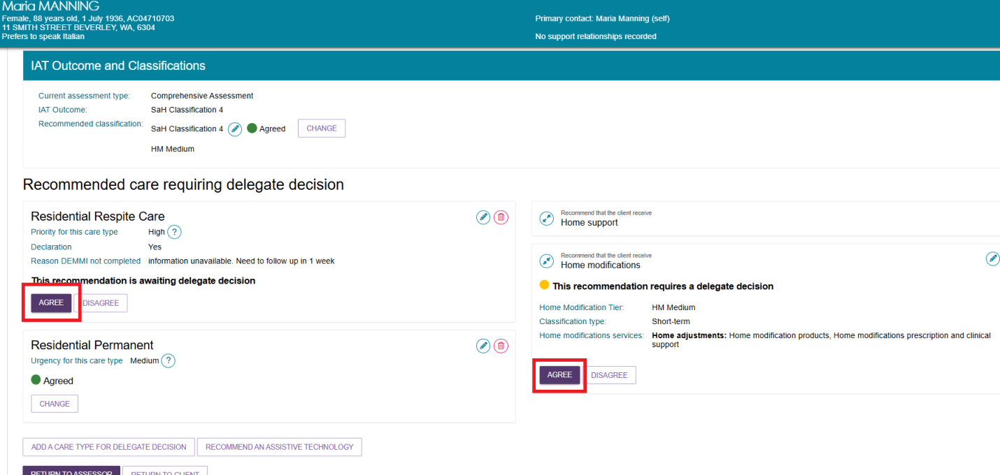 Maria MANNING
Female, 88 years old, 1 July 1936, AC04710703
11 SMITH STREET BEVERLEY, WA, 6304
Prefers to speak Italian
Primary contact: Maria Manning (self)
No support relationships recorded
IAT Outcome and Classifications
Current assessment type: Comprehensive Assessment
IAT Outcome: SaH Classification 4
Recommended classification: SaH Classification 4 Agreed CHANGE
HM Medium
Recommended care requiring delegate decision
Residential Respite Care
Priority for this care type High ?
Declaration Yes
Reason DEMMI not completed information unavailable. Need to follow up in 1 week
This recommendation is awaiting delegate decision
AGREE DISAGREE
Residential Permanent
Urgency for this care type Medium ?
Agreed
CHANGE
Recommend that the client receive
Home support
Recommend that the client receive
Home modifications
This recommendation requires a delegate decision
Home Modification Tier: HM Medium
Classification type: Short-term
Home modifications services: Home adjustments: Home modification products, Home modifications prescription and clinical
support
AGREE DISAGREE
ADD A CARE TYPE FOR DELEGATE DECISION RECOMMEND AN ASSISTIVE TECHNOLOGY
RETURN TO ASSESSOR RETURN TO CLIENT